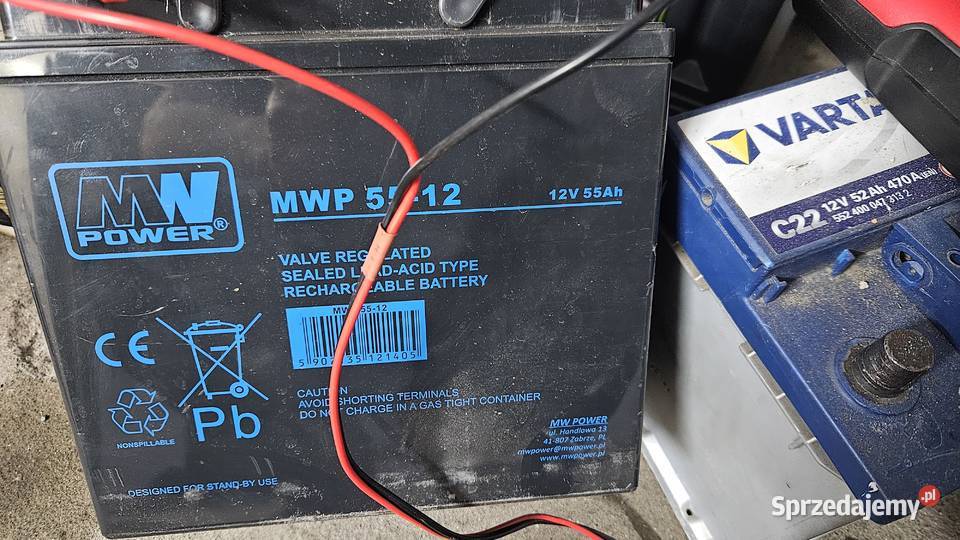 MW
POWER®
MWP 55-12
12V 55Ah
VALVE REGULATED
SEALED LEAD-ACID TYPE
RECHARGEABLE BATTERY
CAUTION
AVOID SHORTING TERMINALS
DO NOT CHARGE IN A GAS TIGHT CONTAINER
CE
Pb
NONSPILLABLE
MW POWER
ul. Handlowa 13
41-807 Zabrze, PL
mwpower@mwpower.pl
www.mwpower.pl
DESIGNED FOR STAND-BY USE
VARTA
C22 12V 52Ah 470A (EN)
552 400 047 313 2
Sprzedajemy.pl